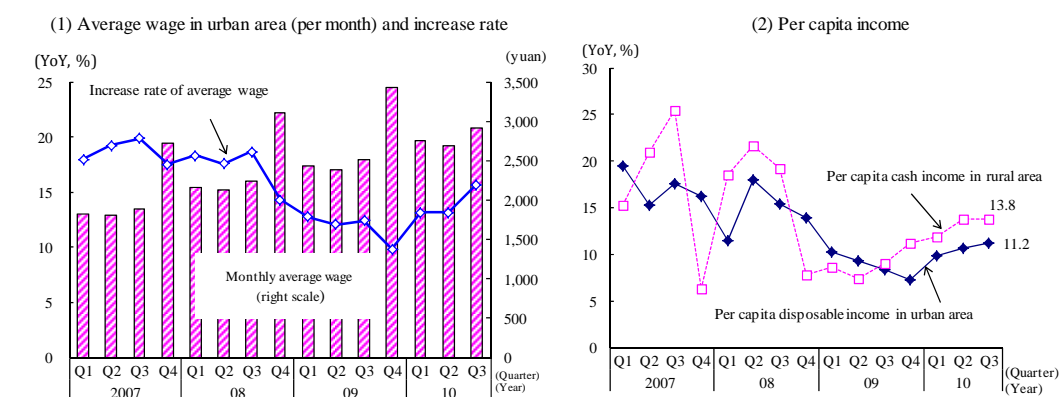 (1) Average wage in urban area (per month) and increase rate
(YoY, %)
(yuan)
25
20
15
10
5
0
3,500
3,000
2,500
2,000
1,500
1,000
500
0
Increase rate of average wage
Monthly average wage
(right scale)
Q1 Q2 Q3 Q4 Q1 Q2 Q3 Q4 Q1 Q2 Q3 Q4 Q1 Q2 Q3
(Quarter)
2007 08 09 10
(Year)
(2) Per capita income
(YoY, %)
30
25
20
15
10
5
0
Per capita cash income in rural area
13.8
11.2
Per capita disposable income in urban area
Q1 Q2 Q3 Q4 Q1 Q2 Q3 Q4 Q1 Q2 Q3 Q4 Q1 Q2 Q3
(Quarter)
2007 08 09 10
(Year)